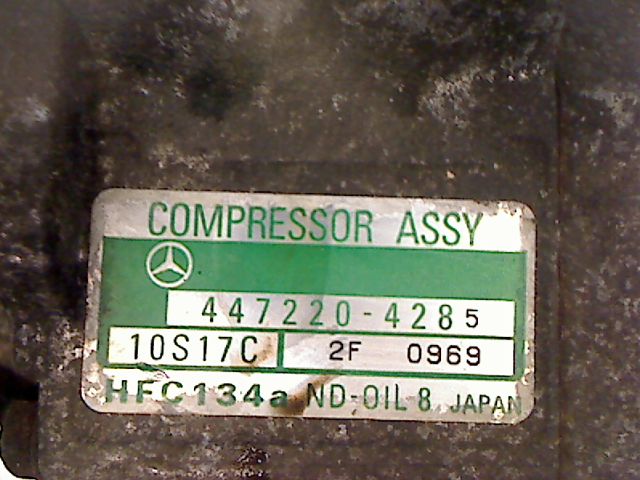 COMPRESSOR ASSY
447220-4285
10S17C 2F 0969
HFC134a ND-OIL 8 JAPAN